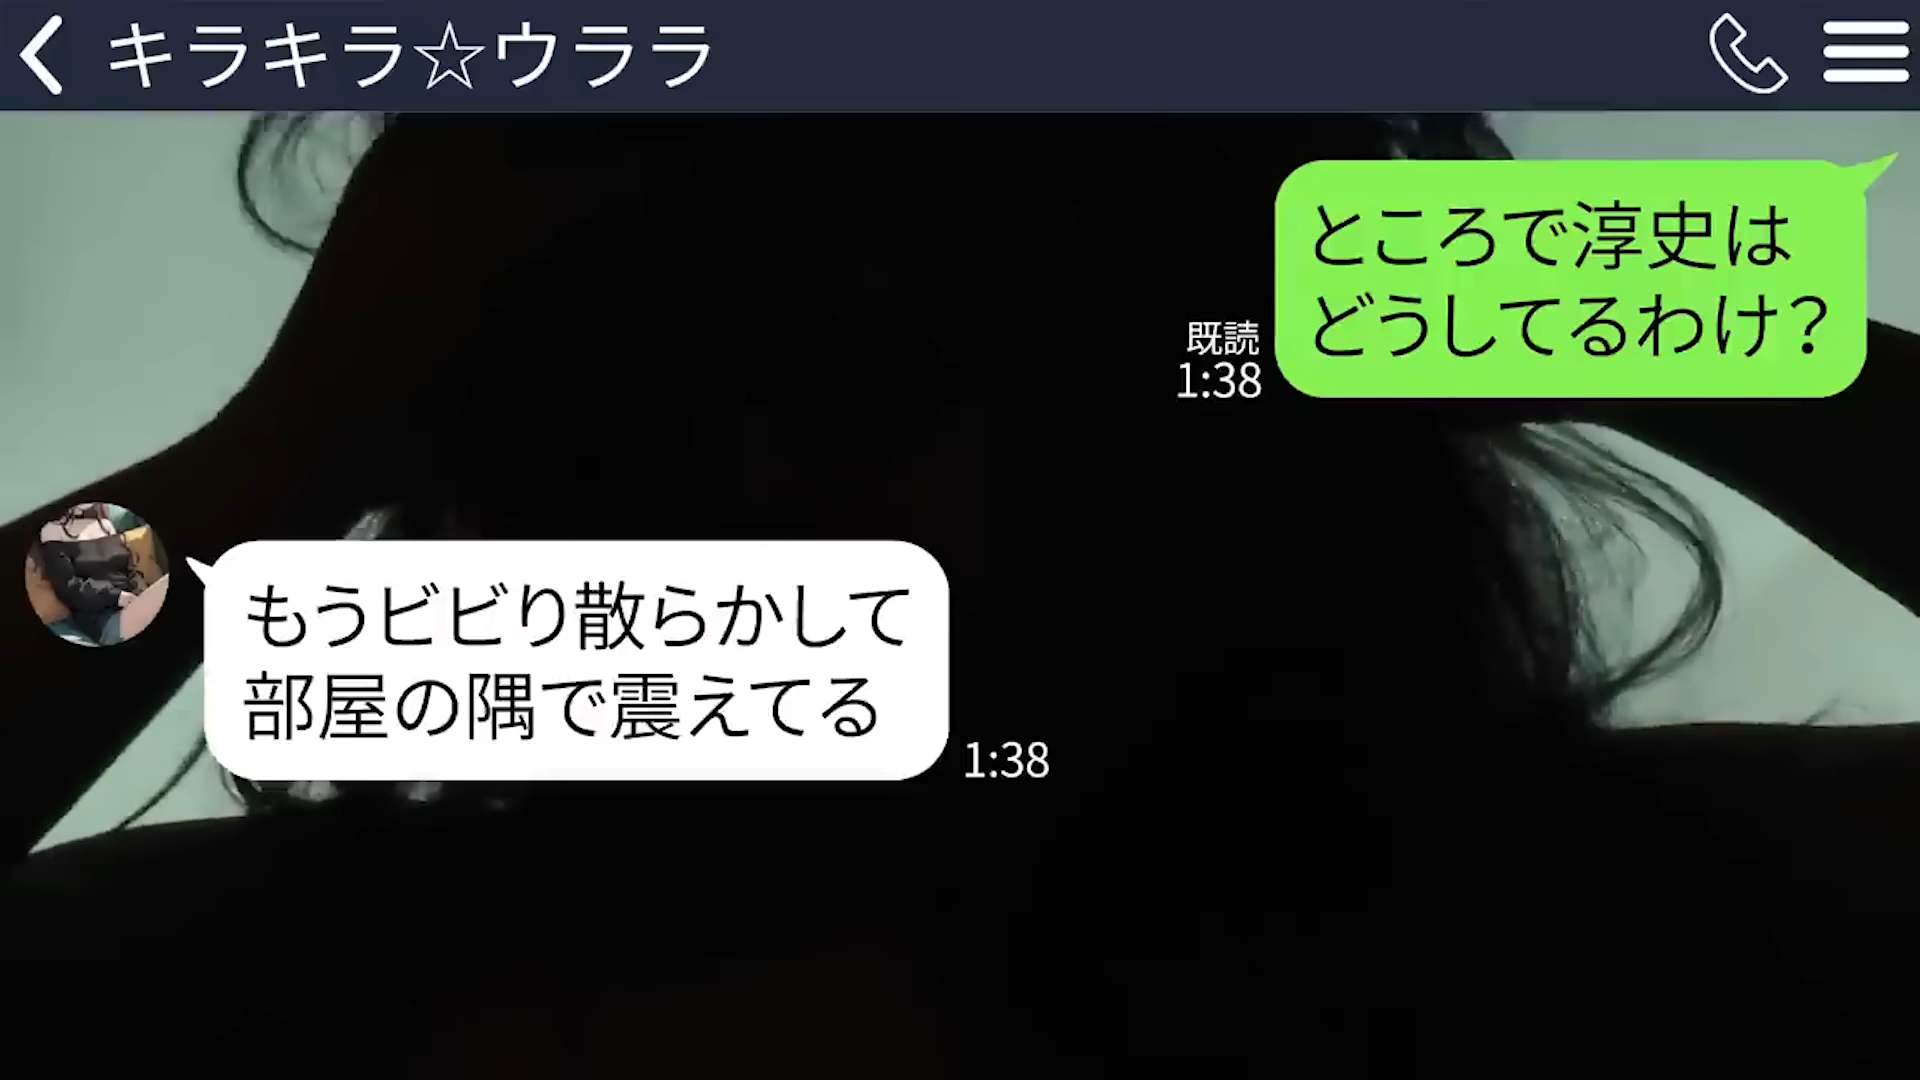 キラキラ☆ウララ
ところで淳史は
どうしてるわけ？
既読
1:38
もうビビり散らかして
部屋の隅で震えてる
1:38